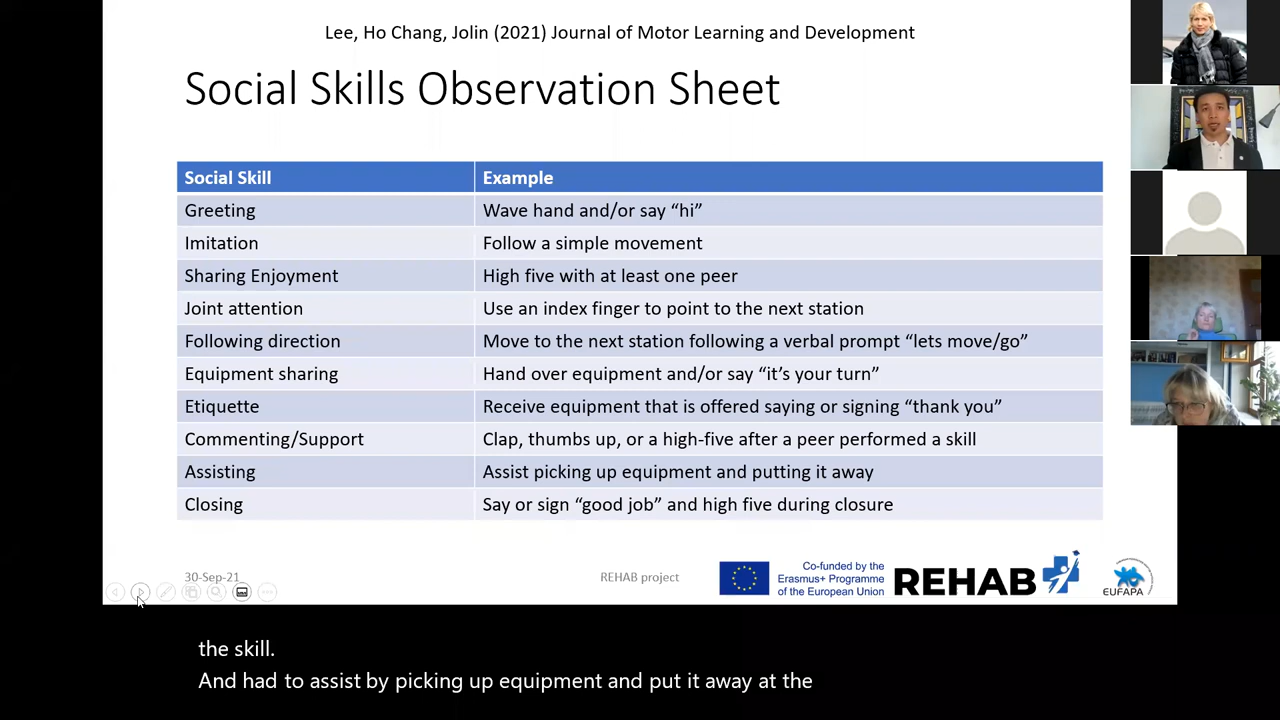 Lee, Ho Chang, Jolin (2021) Journal of Motor Learning and Development
Social Skills Observation Sheet
Social Skill Example
Greeting Wave hand and/or say “hi”
Imitation Follow a simple movement
Sharing Enjoyment High five with at least one peer
Joint attention Use an index finger to point to the next station
Following direction Move to the next station following a verbal prompt “lets move/go”
Equipment sharing Hand over equipment and/or say “it’s your turn”
Etiquette Receive equipment that is offered saying or signing “thank you”
Commenting/Support Clap, thumbs up, or a high-five after a peer performed a skill
Assisting Assist picking up equipment and putting it away
Closing Say or sign “good job” and high five during closure
30-Sep-21
REHAB project
Co-funded by the
Erasmus+ Programme
of the European Union
REHAB
EUFAPA
the skill.
And had to assist by picking up equipment and put it away at the